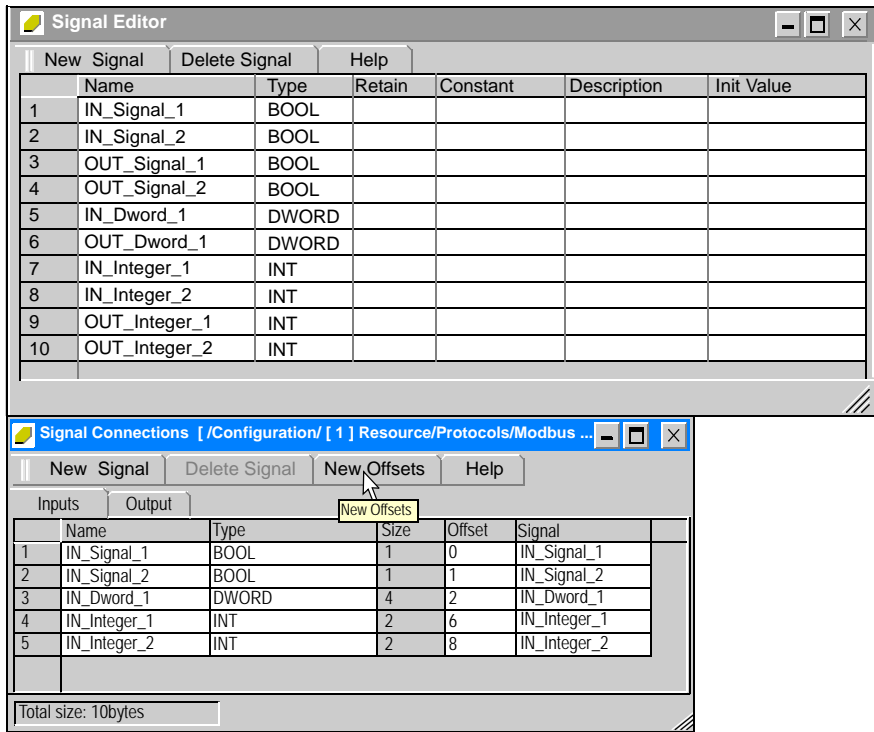 Signal Editor
New Signal Delete Signal Help
Name Type Retain Constant Description Init Value
1 IN_Signal_1 BOOL
2 IN_Signal_2 BOOL
3 OUT_Signal_1 BOOL
4 OUT_Signal_2 BOOL
5 IN_Dword_1 DWORD
6 OUT_Dword_1 DWORD
7 IN_Integer_1 INT
8 IN_Integer_2 INT
9 OUT_Integer_1 INT
10 OUT_Integer_2 INT
Signal Connections [ /Configuration/ [ 1 ] Resource/Protocols/Modbus ...
New Signal Delete Signal New Offsets Help
Inputs Output
New Offsets
Name Type Size Offset Signal
1 IN_Signal_1 BOOL 1 0 IN_Signal_1
2 IN_Signal_2 BOOL 1 1 IN_Signal_2
3 IN_Dword_1 DWORD 4 2 IN_Dword_1
4 IN_Integer_1 INT 2 6 IN_Integer_1
5 IN_Integer_2 INT 2 8 IN_Integer_2
Total size: 10bytes